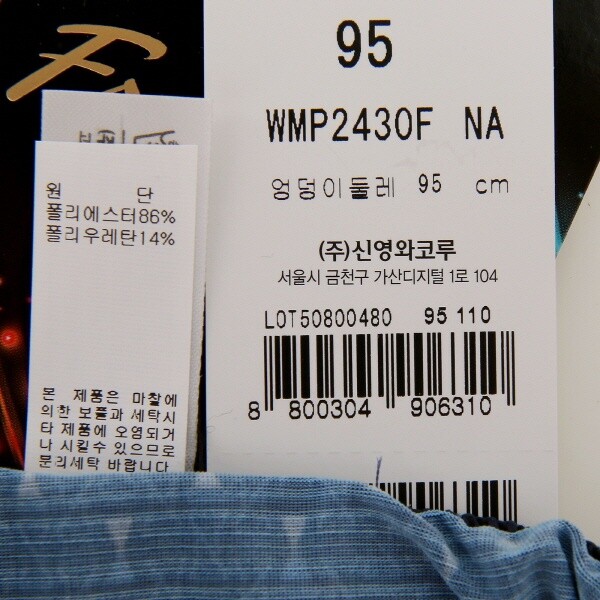 95
WMP2430F NA
엉덩이둘레 95 cm
(주)신영와코루
서울시 금천구 가산디지털 1로 104
LOT50800480 95 110
8 800304 906310
원 단
폴리에스터86%
폴리우레탄14%
본 제품은 마찰에
의한 보풀과 세탁시
타 제품에 오염되거
나 시킬수 있으므로
분리세탁 바랍니다